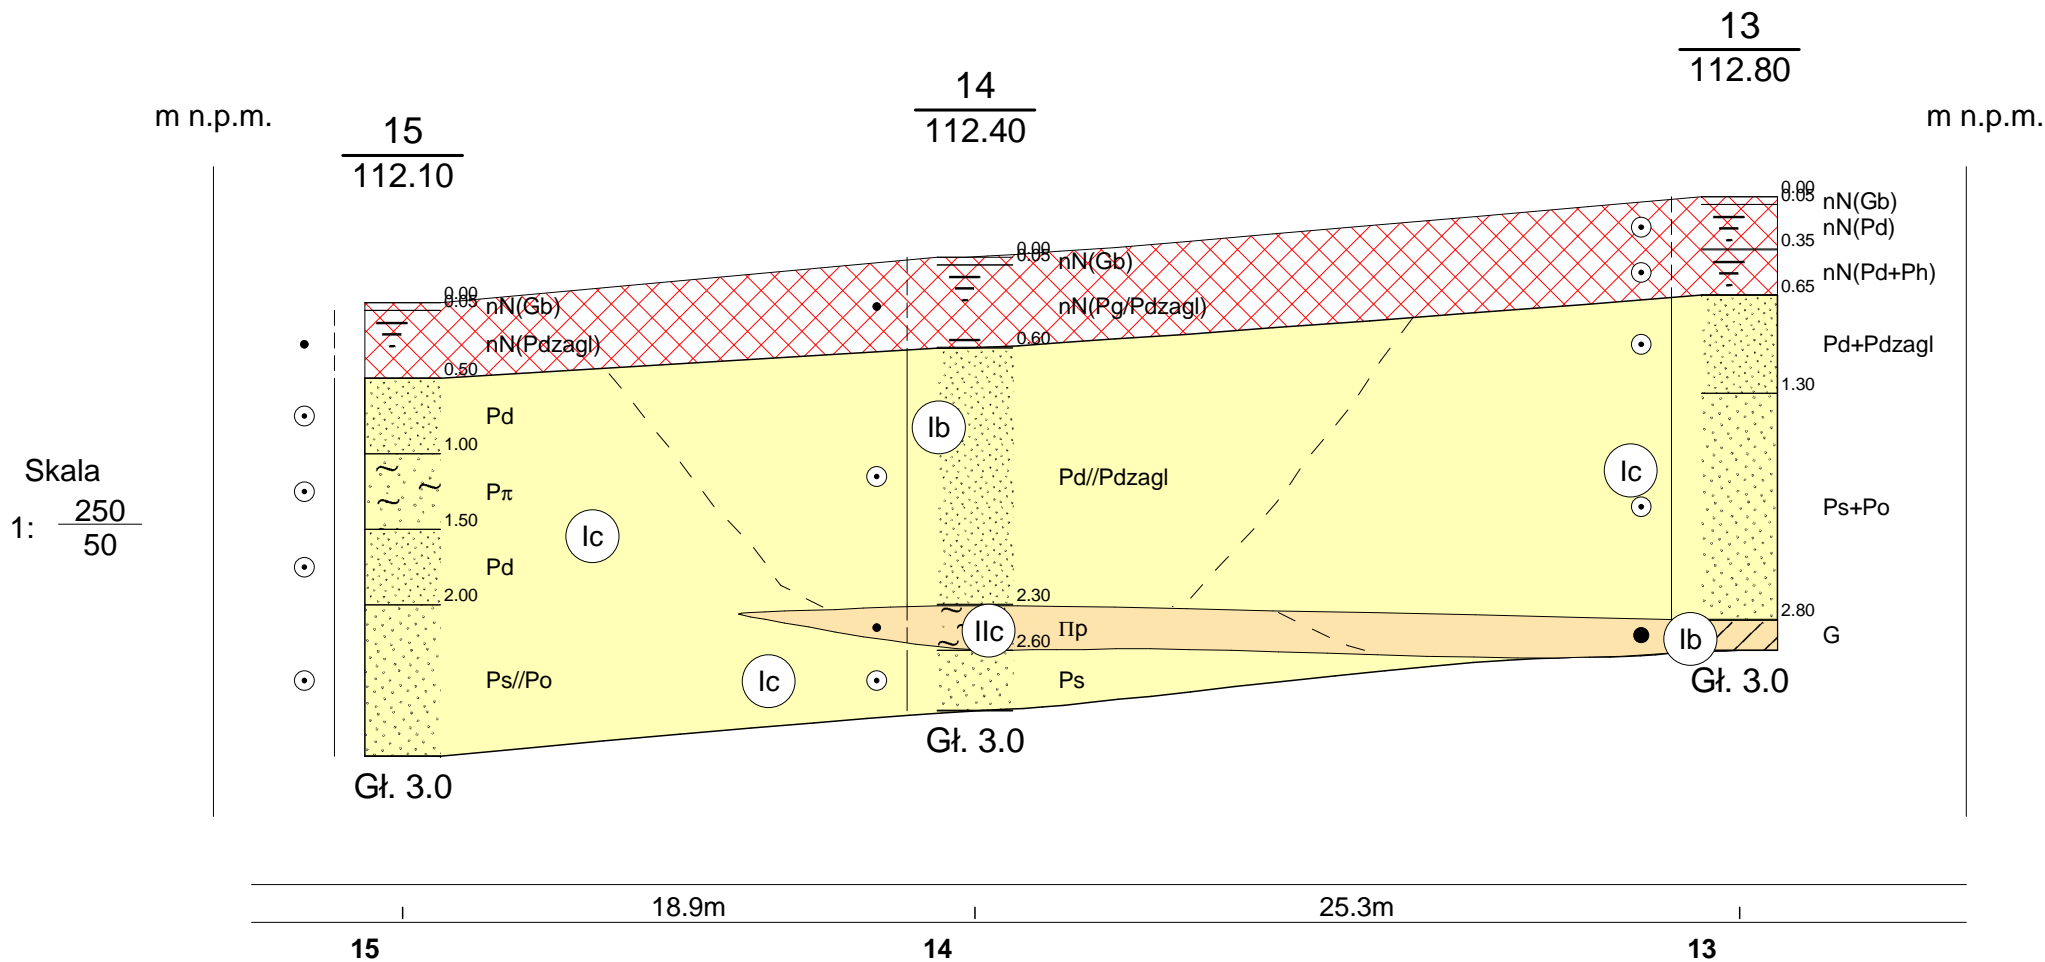 13
112.80
14
112.40
15
112.10
m n.p.m.
m n.p.m.
0.00
0.05
nN(Gb)
nN(Pd)
0.35
nN(Pd+Ph)
0.65
Pd+Pdzagl
1.30
Ic
Ps+Po
2.80
G
Ib
Gł. 3.0
0.00
0.05
nN(Gb)
nN(Pg/Pdzagl)
0.60
Ib
Pd//Pdzagl
2.30
IIc
Πp
2.60
Ps
Gł. 3.0
0.00
0.05
nN(Gb)
nN(Pdzagl)
0.50
Pd
1.00
Pπ
1.50
Ic
Pd
2.00
Ps//Po
Ic
Gł. 3.0
Skala
1: 250
50
18.9m
25.3m
15
14
13